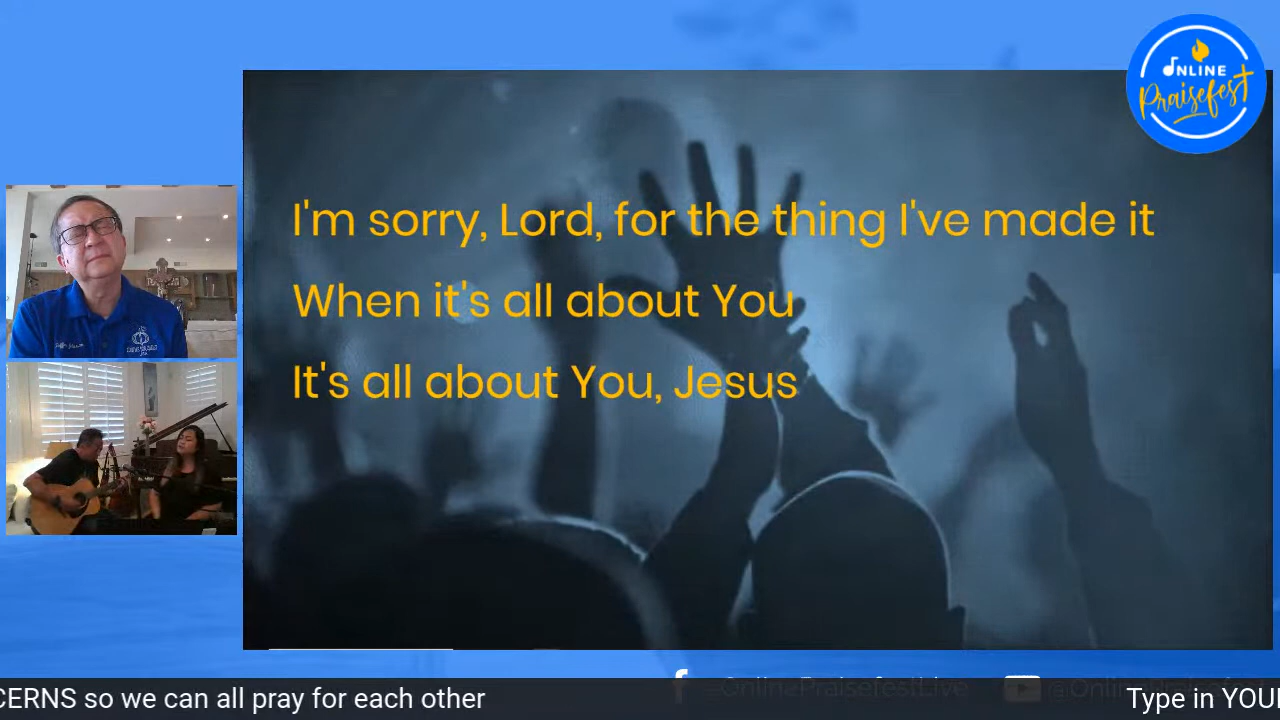 ONLINE
Praisefest
I'm sorry, Lord, for the thing I've made it
When it's all about You
It's all about You, Jesus
@OnlinePraisefestLive
CERNS so we can all pray for each other
Type in YOU